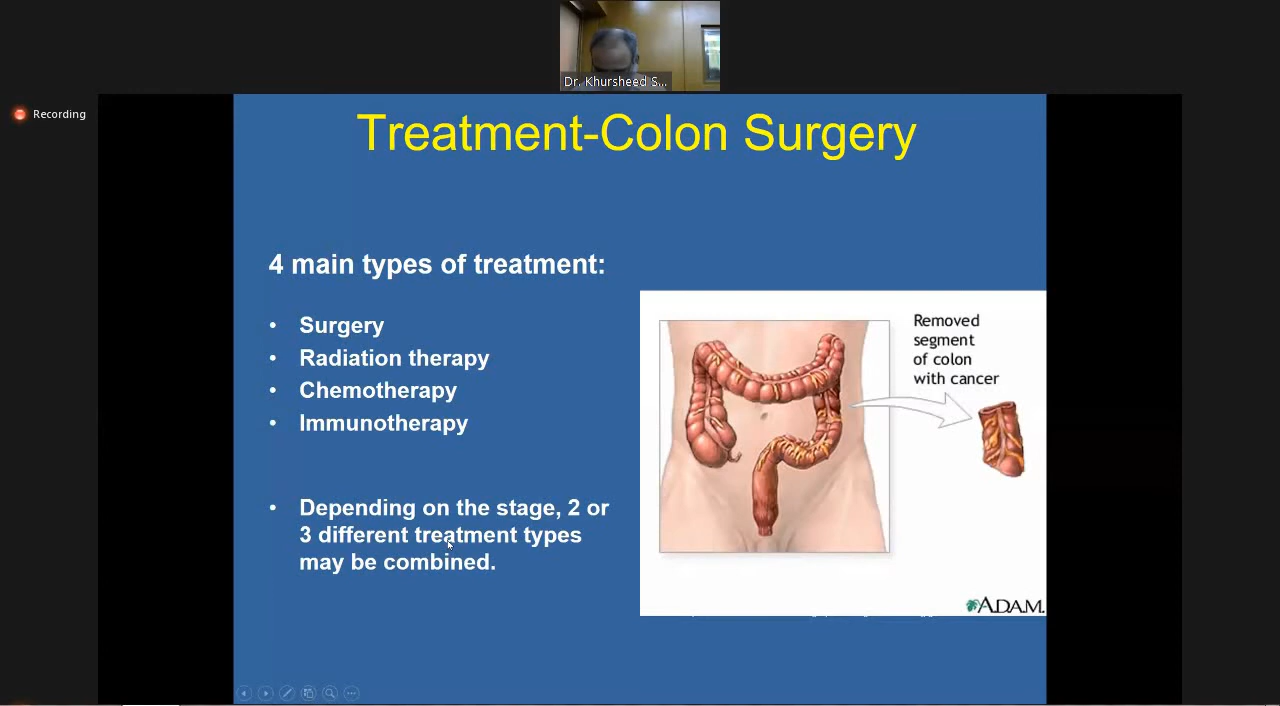 Dr. Khursheed S...
Recording
Treatment-Colon Surgery
4 main types of treatment:
• Surgery
• Radiation therapy
• Chemotherapy
• Immunotherapy
• Depending on the stage, 2 or
3 different treatment types
may be combined.
Removed
segment
of colon
with cancer
A.D.A.M.